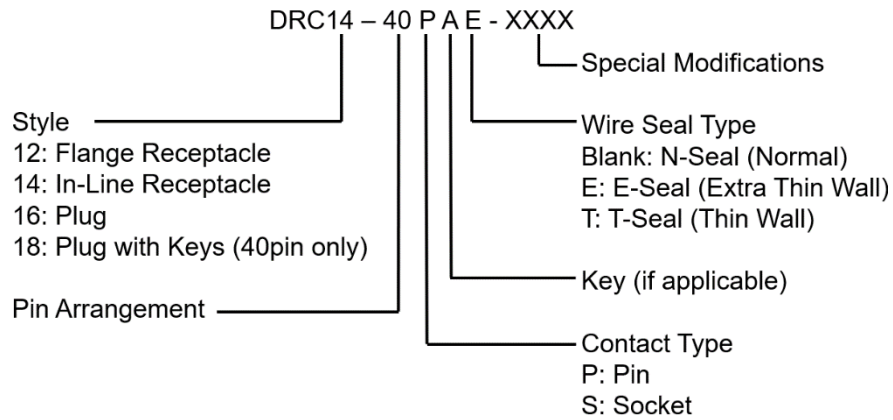 DRC14 – 40 P A E - XXXX
Special Modifications
Style
12: Flange Receptacle
14: In-Line Receptacle
16: Plug
18: Plug with Keys (40pin only)
Wire Seal Type
Blank: N-Seal (Normal)
E: E-Seal (Extra Thin Wall)
T: T-Seal (Thin Wall)
Key (if applicable)
Pin Arrangement
Contact Type
P: Pin
S: Socket